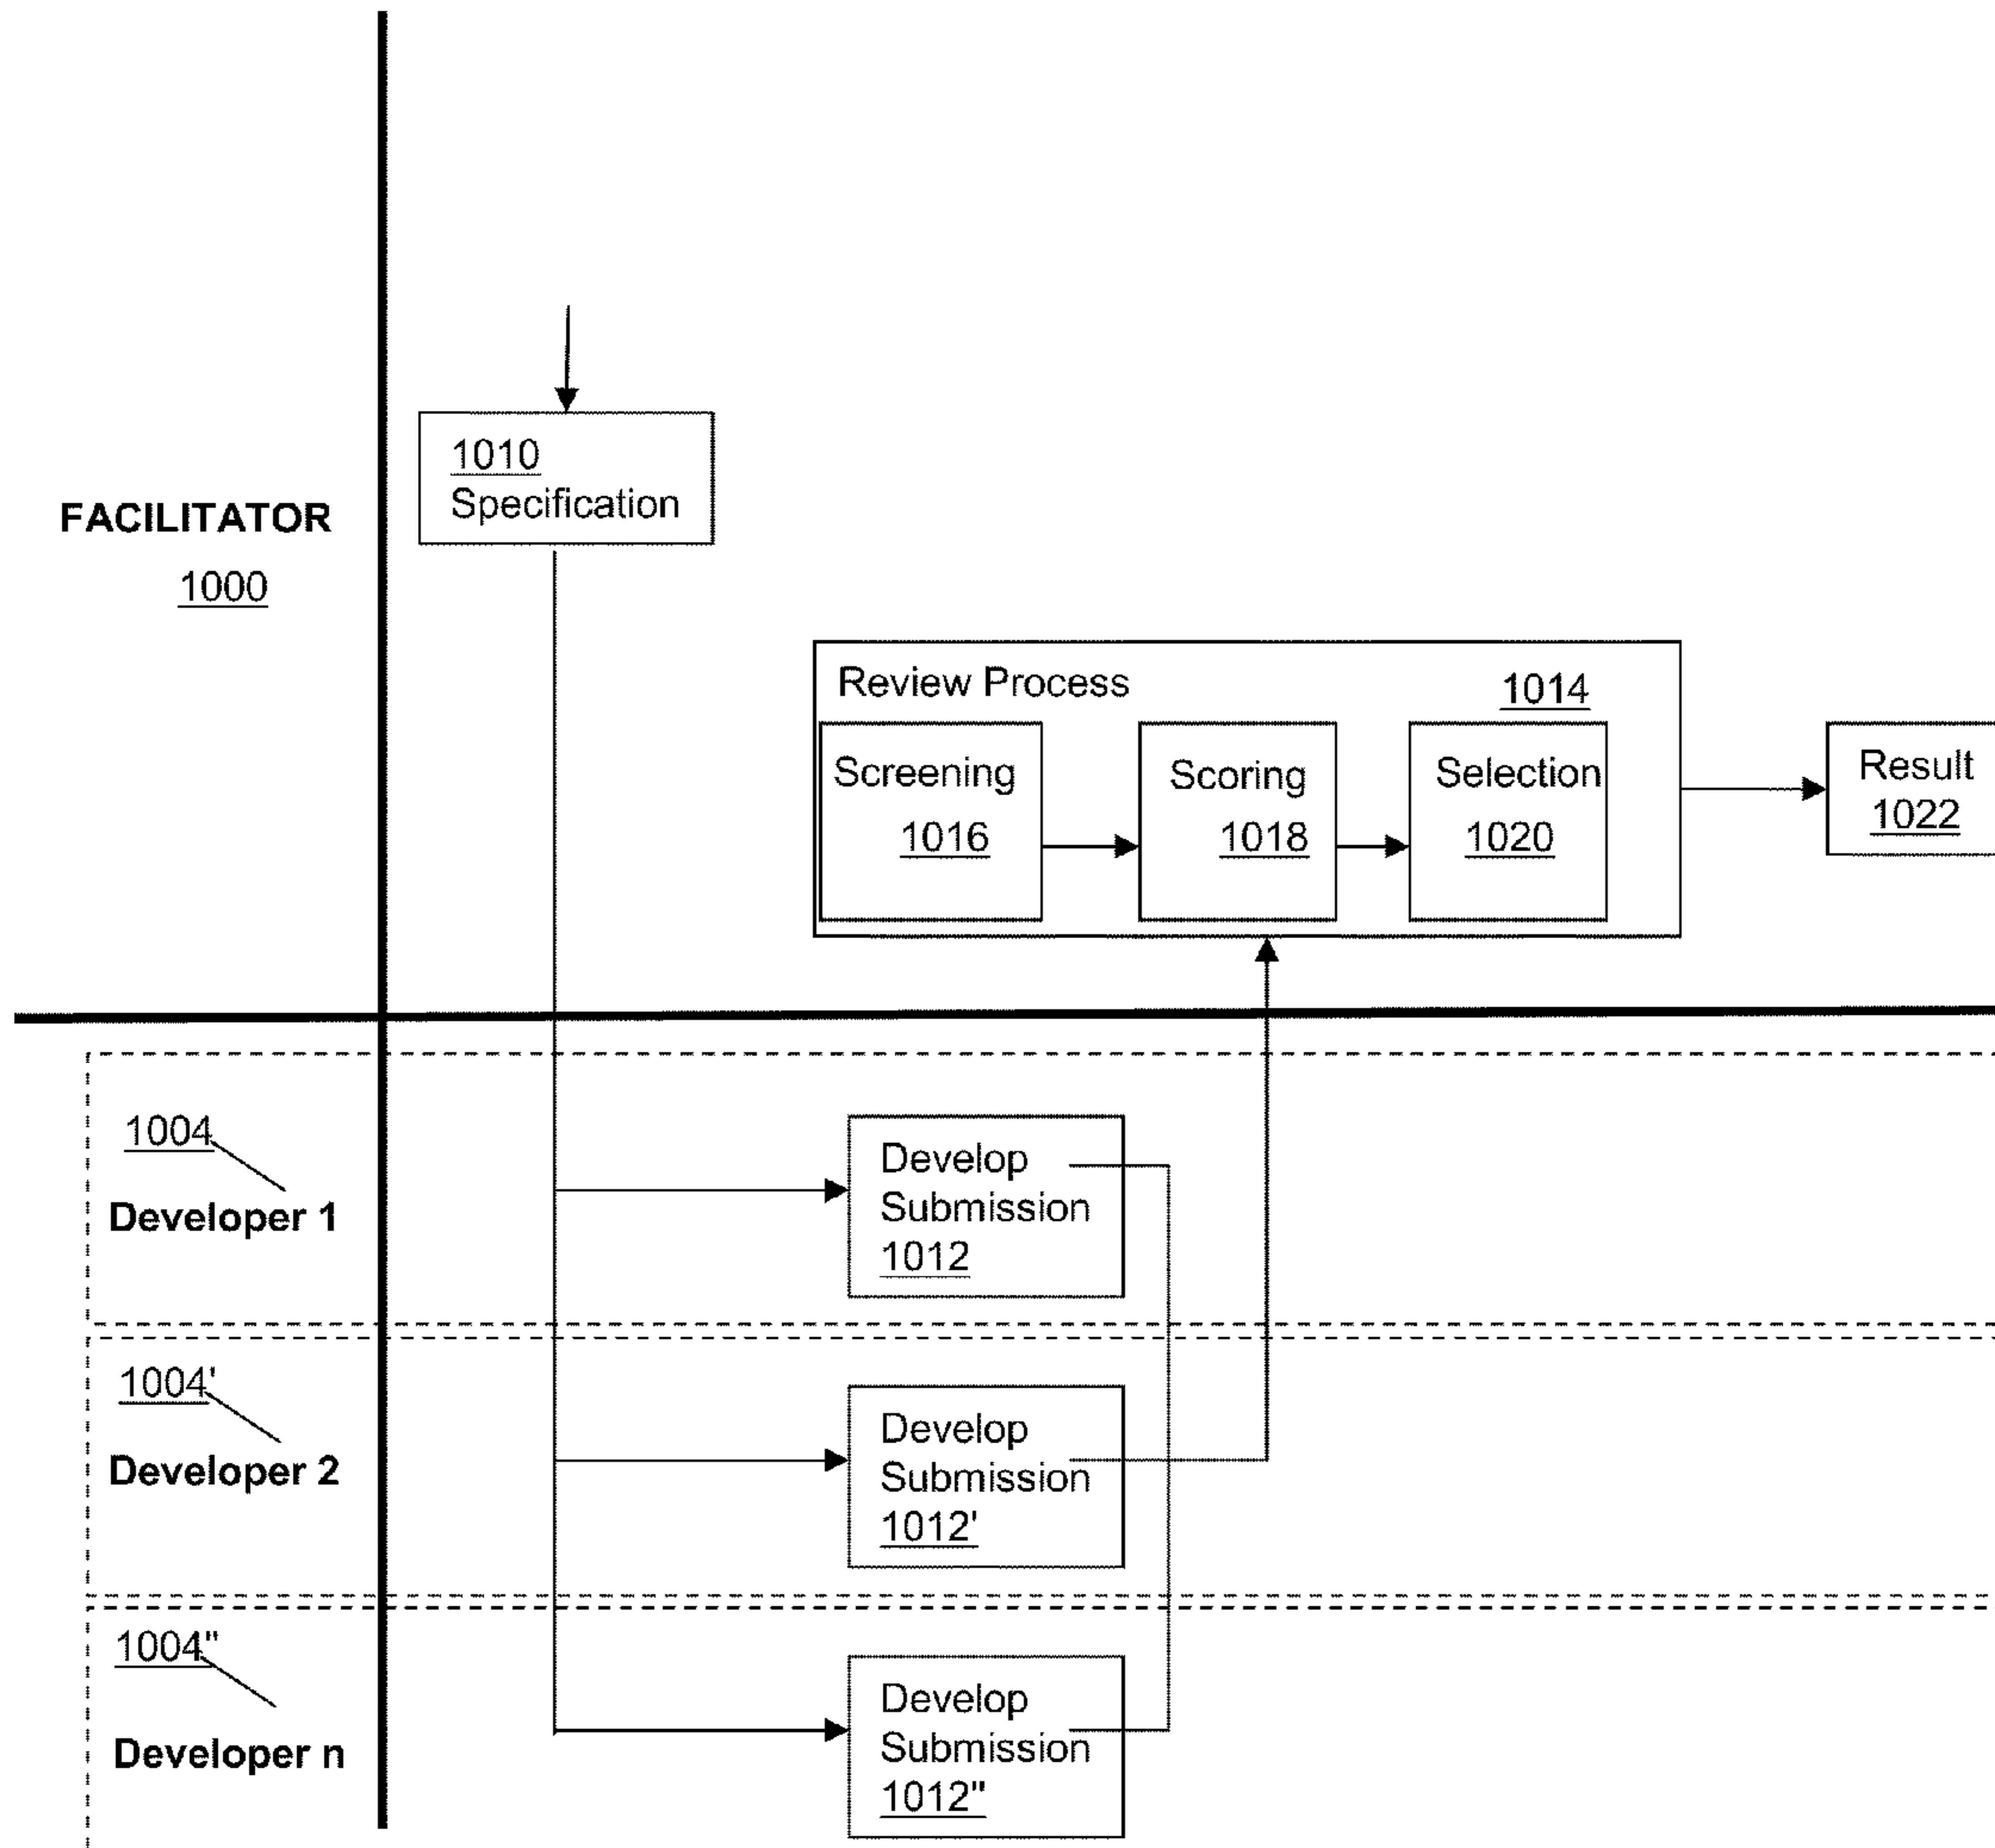 1010
Specification
FACILITATOR
1000
Review Process
1014
Screening
1016
Scoring
1018
Selection
1020
Result
1022
1004
Developer 1
Develop
Submission
1012
1004'
Developer 2
Develop
Submission
1012'
1004"
Developer n
Develop
Submission
1012"